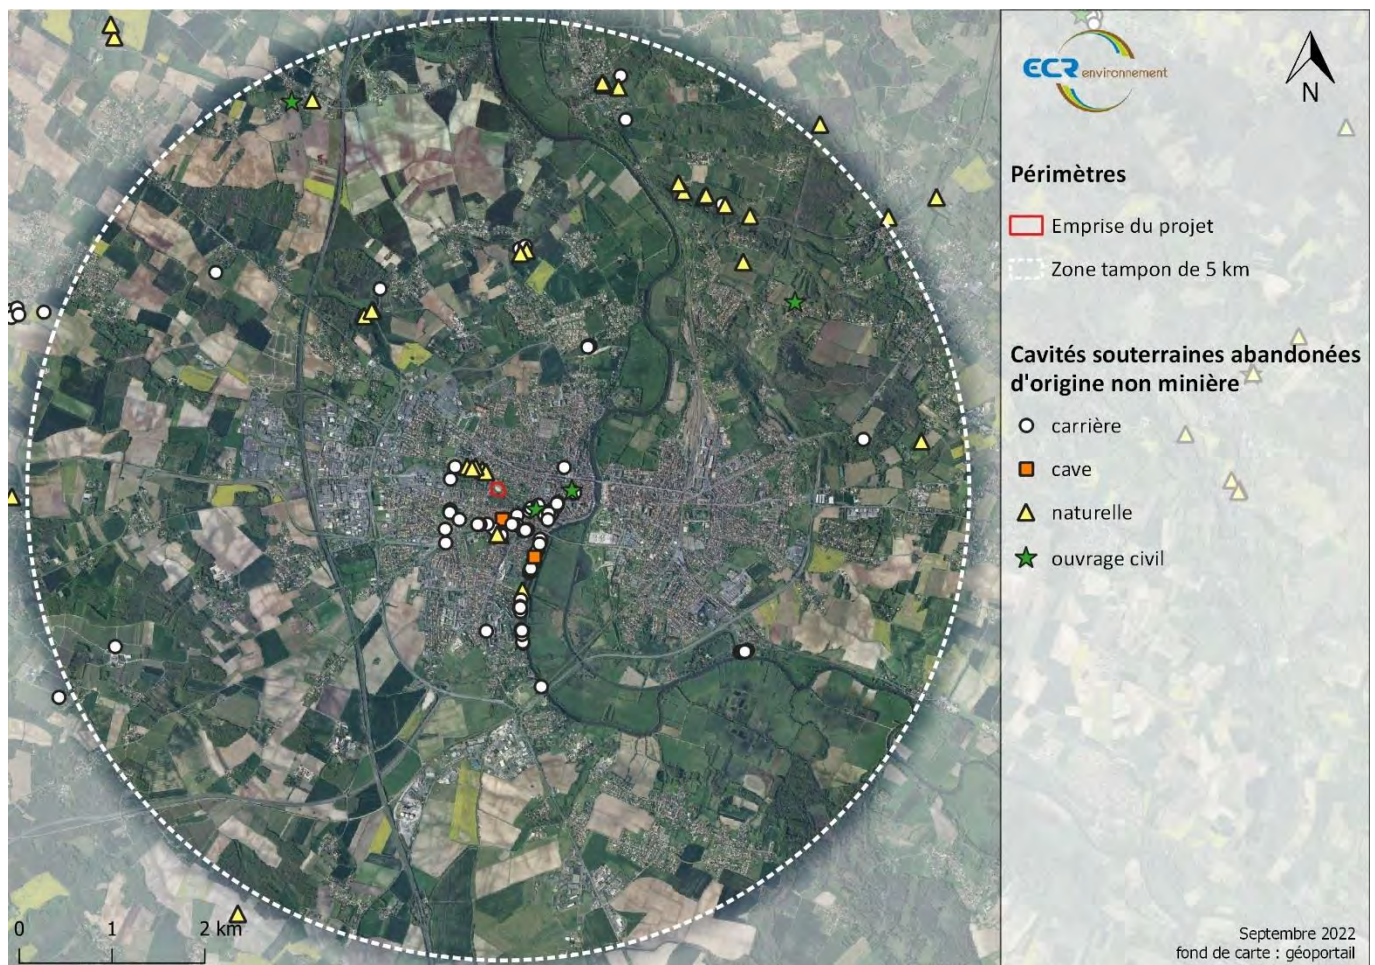 ECR environnement
N
Périmètres
Emprise du projet
Zone tampon de 5 km
Cavités souterraines abandonées
d'origine non minière
carrière
cave
naturelle
ouvrage civil
0 1 2 km
Septembre 2022
fond de carte : géoportail